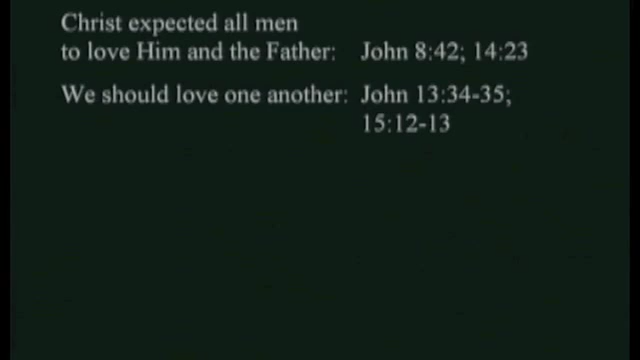 Christ expected all men
to love Him and the Father: John 8:42; 14:23
We should love one another: John 13:34-35;
15:12-13